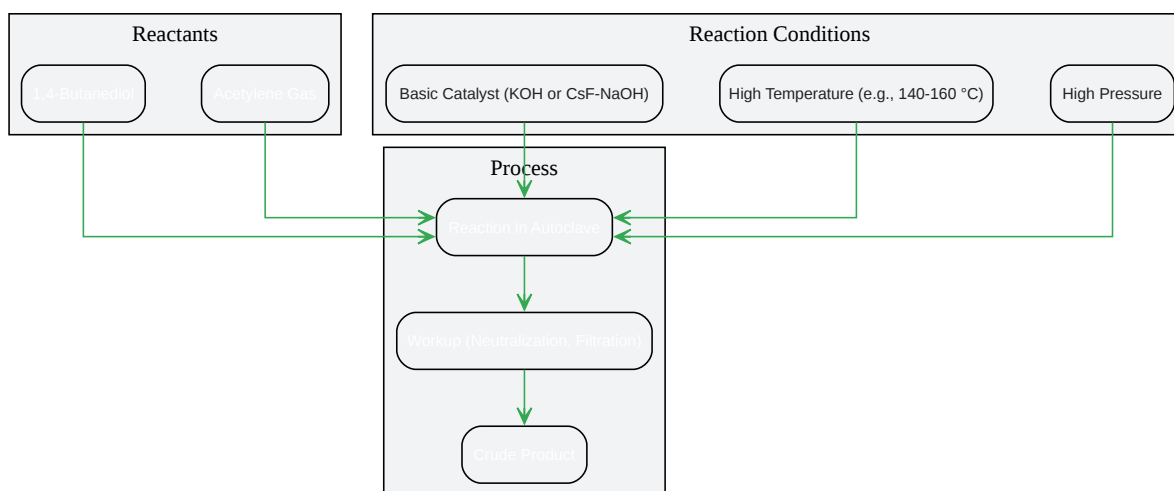 Reactants
Reaction Conditions
1,4-Butanediol
Acetylene Gas
Basic Catalyst (KOH or CsF-NaOH)
High Temperature (e.g., 140-160 °C)
High Pressure
Process
Reaction in Autoclave
Workup (Neutralization, Filtration)
Crude Product